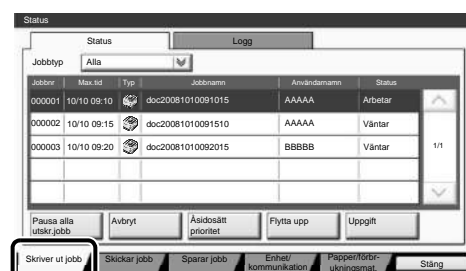 Status
Status Logg
Jobbtyp Alla
Jobbnr Max.tid Typ Jobbnamn Användarnamn Status
000001 10/10 09:10 doc20081010091015 AAAAA Arbetar
000002 10/10 09:15 doc20081010091510 AAAAA Väntar
000003 10/10 09:20 doc20081010092015 BBBBB Väntar
1/1
Pausa alla utskr.jobb Avbryt Åsidosätt prioritet Flytta upp Uppgift
Skriver ut jobb Skickar jobb Sparar jobb Enhet/ kommunikation Papper/förbr- ukningsmat. Stäng